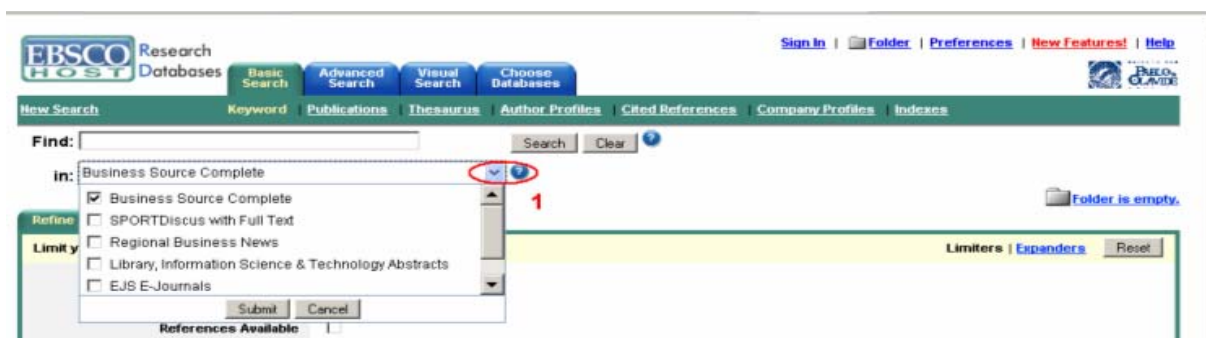 Sign In | Folder | Preferences | New Features! | Help
EBSCO HOST Research Databases
Basic Search Advanced Search Visual Search Choose Databases
PABLO OLAVIDE
New Search Keyword | Publications | Thesaurus | Author Profiles | Cited References | Company Profiles | Indexes
Find: Search Clear ?
in: Business Source Complete ?
1
Business Source Complete
Folder is empty.
SPORTDiscus with Full Text
Refine
Regional Business News
Limit y Limiters | Expanders Reset
Library, Information Science & Technology Abstracts
EJS E-Journals
Submit Cancel
References Available